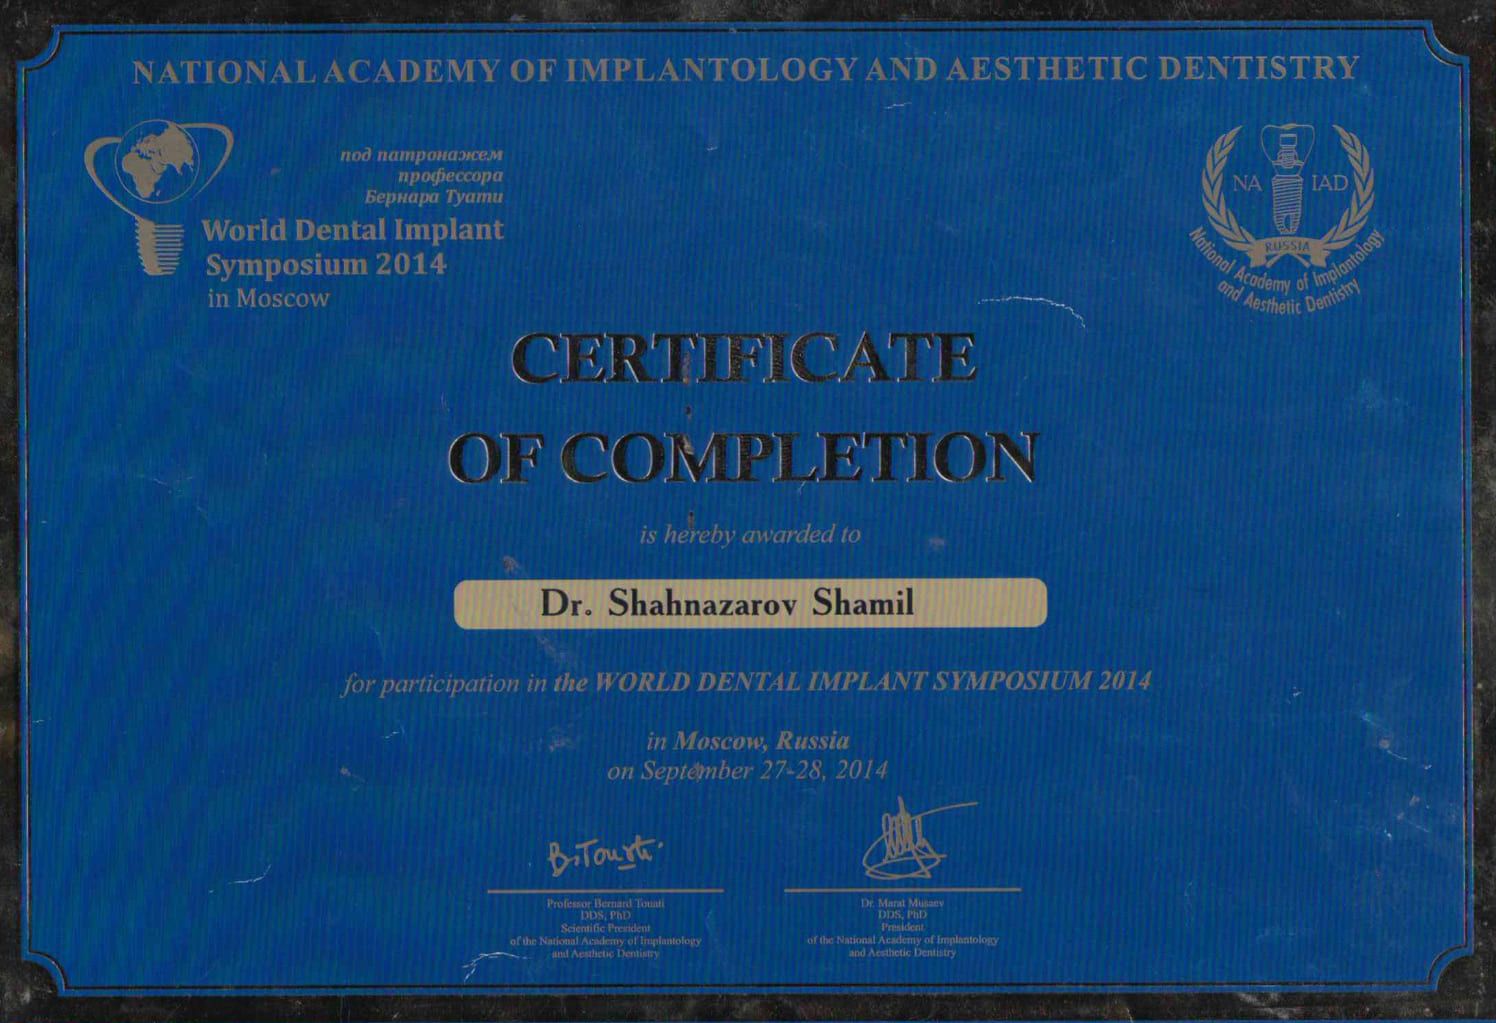 NATIONAL ACADEMY OF IMPLANTOLOGY AND AESTHETIC DENTISTRY
под патронажем
профессора
Бернара Туати
World Dental Implant
Symposium 2014
in Moscow
NA IAD
RUSSIA
National Academy of Implantology
and Aesthetic Dentistry
CERTIFICATE
OF COMPLETION
is hereby awarded to
Dr. Shahnazarov Shamil
for participation in the WORLD DENTAL IMPLANT SYMPOSIUM 2014
in Moscow, Russia
on September 27-28, 2014
B.Touati
Professor Bernard Touati
DDS, PhD
Scientific President
of the National Academy of Implantology
and Aesthetic Dentistry
Dr. Marat Musaev
DDS, PhD
President
of the National Academy of Implantology
and Aesthetic Dentistry